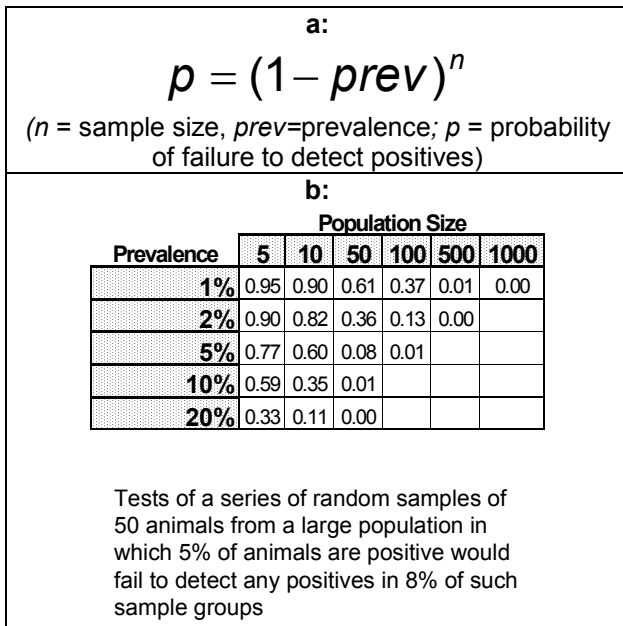 a:
p = (1 − prev)ⁿ
(n = sample size, prev=prevalence; p = probability
of failure to detect positives)
b:
Population Size
Prevalence 5 10 50 100 500 1000
1% 0.95 0.90 0.61 0.37 0.01 0.00
2% 0.90 0.82 0.36 0.13 0.00
5% 0.77 0.60 0.08 0.01
10% 0.59 0.35 0.01
20% 0.33 0.11 0.00
Tests of a series of random samples of
50 animals from a large population in
which 5% of animals are positive would
fail to detect any positives in 8% of such
sample groups